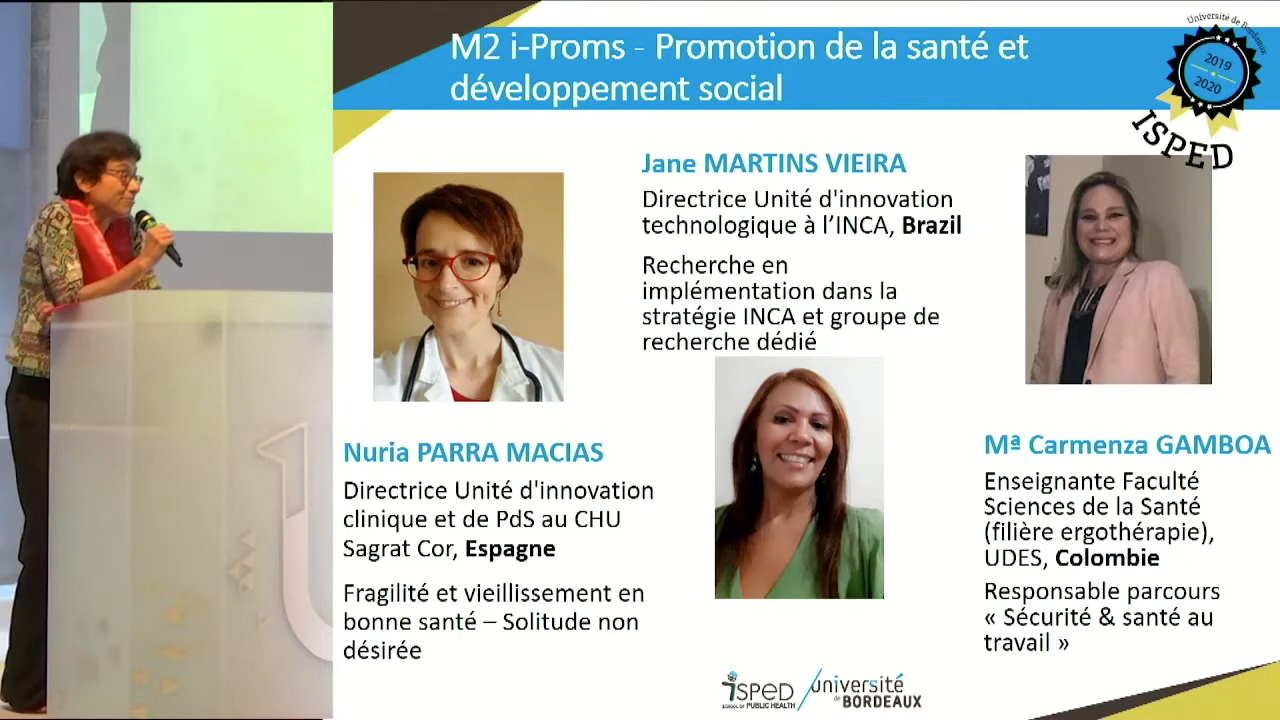 M2 i-Proms - Promotion de la santé et
développement social
Université de Bordeaux
2019
2020
ISPED
Jane MARTINS VIEIRA
Directrice Unité d'innovation
technologique à l’INCA, Brazil
Recherche en
implémentation dans la
stratégie INCA et groupe de
recherche dédié
Nuria PARRA MACIAS
Directrice Unité d'innovation
clinique et de PdS au CHU
Sagrat Cor, Espagne
Fragilité et vieillissement en
bonne santé – Solitude non
désirée
Mª Carmenza GAMBOA
Enseignante Faculté
Sciences de la Santé
(filière ergothérapie),
UDES, Colombie
Responsable parcours
« Sécurité & santé au
travail »
isped
SCHOOL OF PUBLIC HEALTH
université
de BORDEAUX